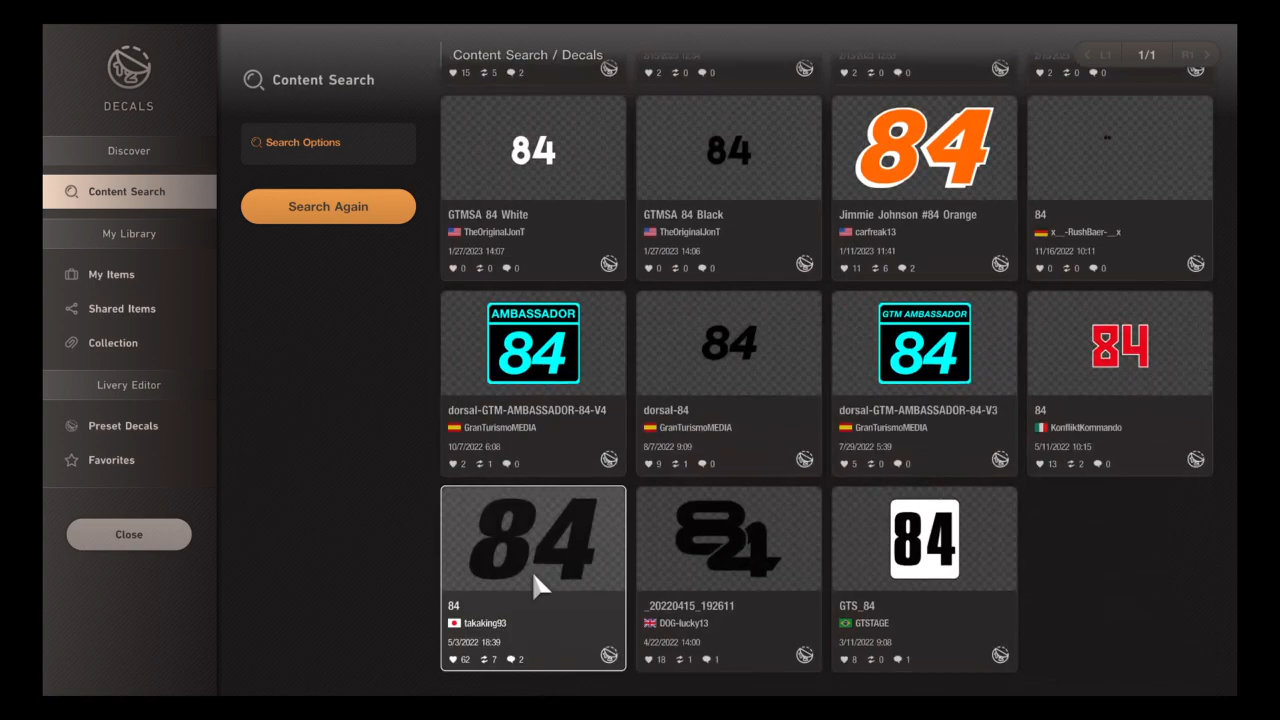 DECALS
Discover
Content Search
My Library
My Items
Shared Items
Collection
Livery Editor
Preset Decals
Favorites
Close
Content Search
Search Options
Search Again
Content Search / Decals
L1 1/1 R1
15 5 2
2 0 0
2 0 0
2 0 0
84
GTMSA 84 White
TheOriginalJonT
1/27/2023 14:07
0 0 0
84
GTMSA 84 Black
TheOriginalJonT
1/27/2023 14:06
0 0 0
84
Jimmie Johnson #84 Orange
carfreak13
1/11/2023 11:41
11 6 2
84
x__-RushBaer-__x
11/16/2022 10:11
0 0 0
AMBASSADOR
84
dorsal-GTM-AMBASSADOR-84-V4
GranTurismoMEDIA
10/7/2022 6:08
2 1 0
84
dorsal-84
GranTurismoMEDIA
8/7/2022 9:09
9 1 0
GTM AMBASSADOR
84
dorsal-GTM-AMBASSADOR-84-V3
GranTurismoMEDIA
7/29/2022 5:39
5 0 0
84
84
KonfliktKommando
5/11/2022 10:15
13 2 0
84
84
takaking93
5/3/2022 18:39
62 7 2
84
_20220415_192611
DOG-lucky13
4/22/2022 14:00
18 1 1
84
GTS_84
GTSTAGE
3/11/2022 9:08
8 0 1